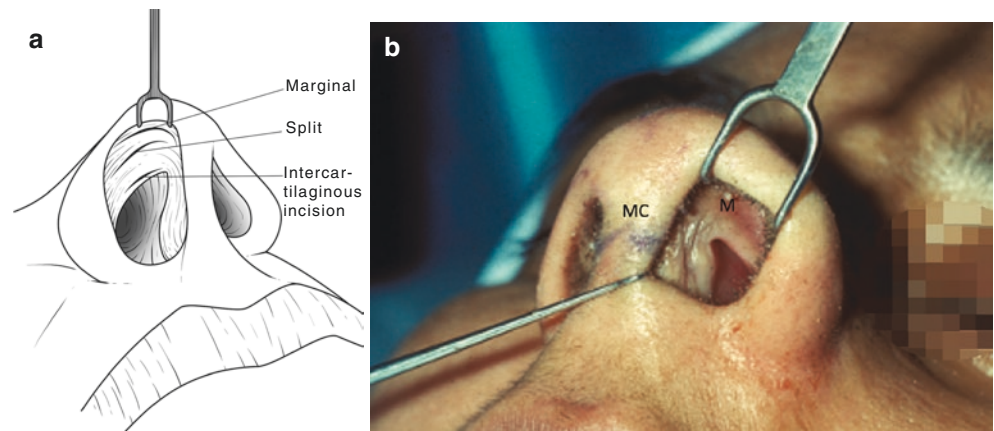 a
Marginal
Split
Intercar-
tilaginous
incision
b
MC
M